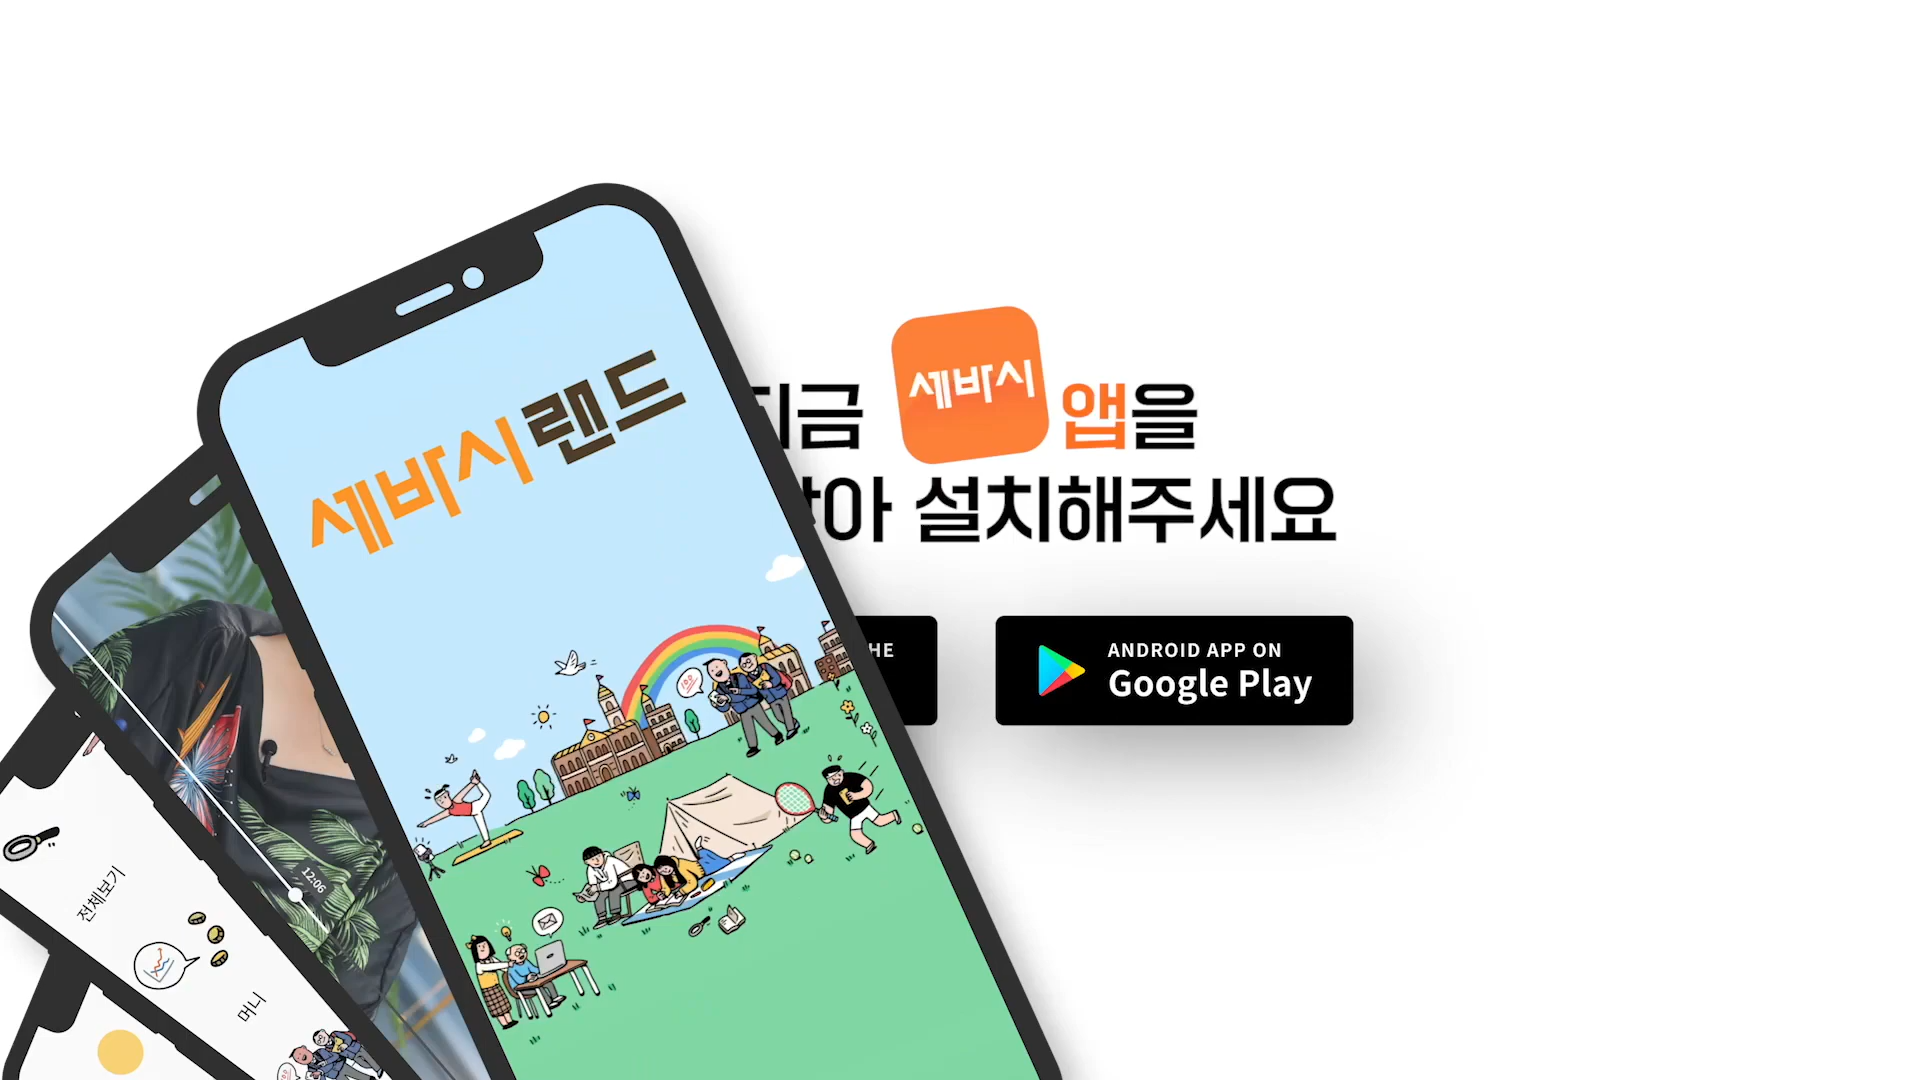 세바시랜드
금 세바시 앱을
아 설치해주세요
HE
ANDROID APP ON
Google Play
12:06
전체보기
머니
100